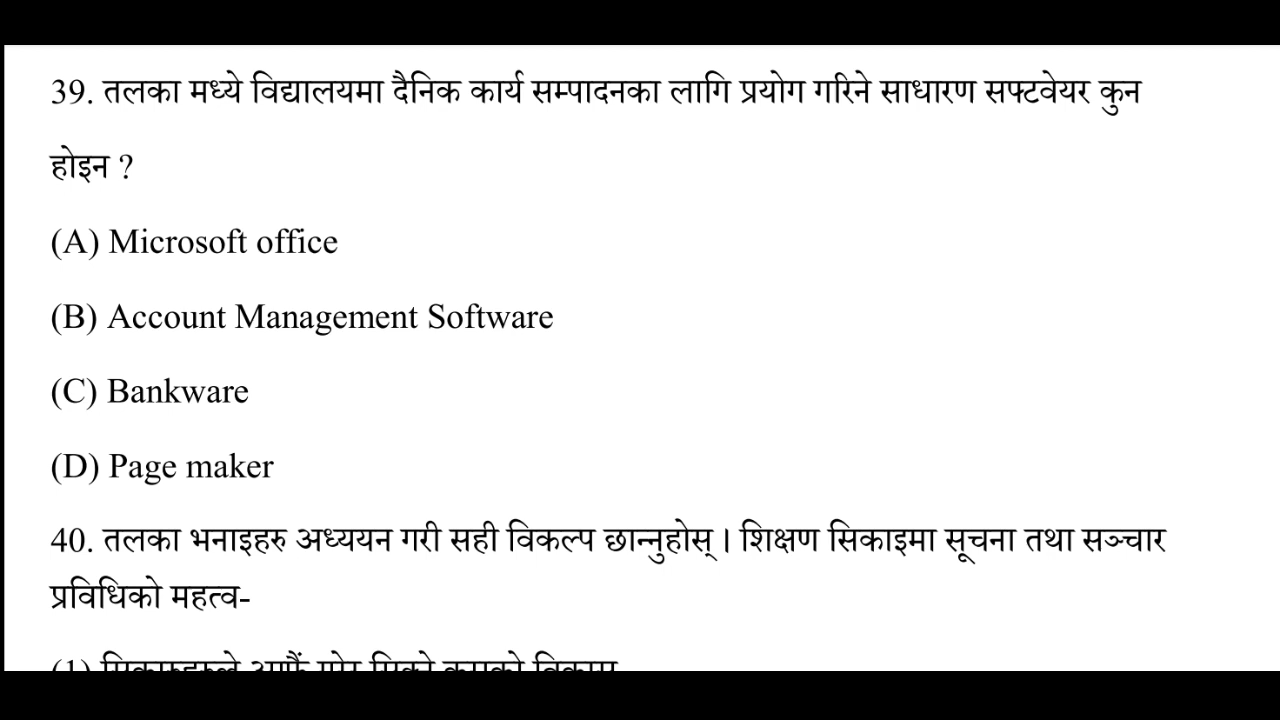 39. तलका मध्ये विद्यालयमा दैनिक कार्य सम्पादनका लागि प्रयोग गरिने साधारण सफ्टवेयर कुन
होइन ?
(A) Microsoft office
(B) Account Management Software
(C) Bankware
(D) Page maker
40. तलका भनाइहरु अध्ययन गरी सही विकल्प छान्नुहोस् । शिक्षण सिकाइमा सूचना तथा सञ्चार
प्रविधिको महत्व-
(1)